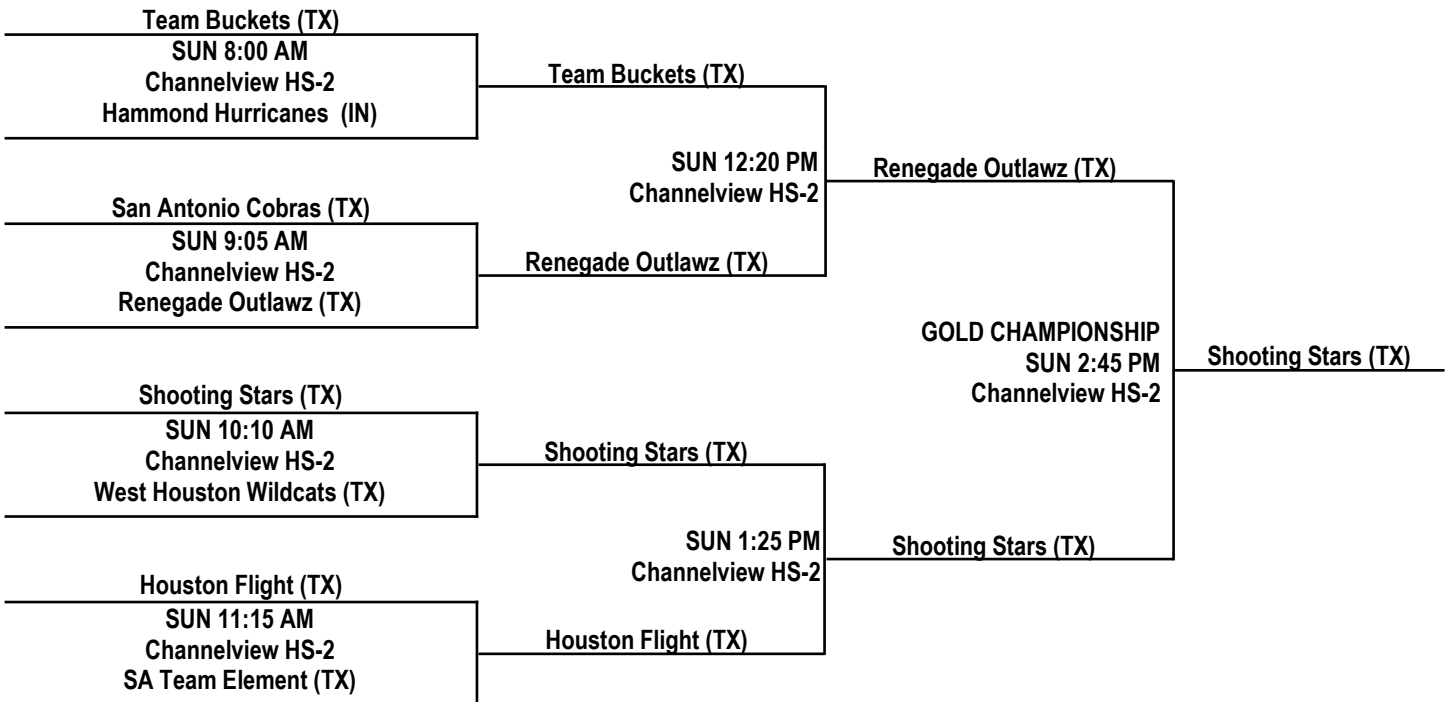 Team Buckets (TX)
SUN 8:00 AM
Channelview HS-2
Hammond Hurricanes (IN)
Team Buckets (TX)
SUN 12:20 PM
Channelview HS-2
Renegade Outlawz (TX)
San Antonio Cobras (TX)
SUN 9:05 AM
Channelview HS-2
Renegade Outlawz (TX)
Renegade Outlawz (TX)
GOLD CHAMPIONSHIP
SUN 2:45 PM
Channelview HS-2
Shooting Stars (TX)
Shooting Stars (TX)
SUN 10:10 AM
Channelview HS-2
West Houston Wildcats (TX)
Shooting Stars (TX)
SUN 1:25 PM
Channelview HS-2
Shooting Stars (TX)
Houston Flight (TX)
SUN 11:15 AM
Channelview HS-2
SA Team Element (TX)
Houston Flight (TX)